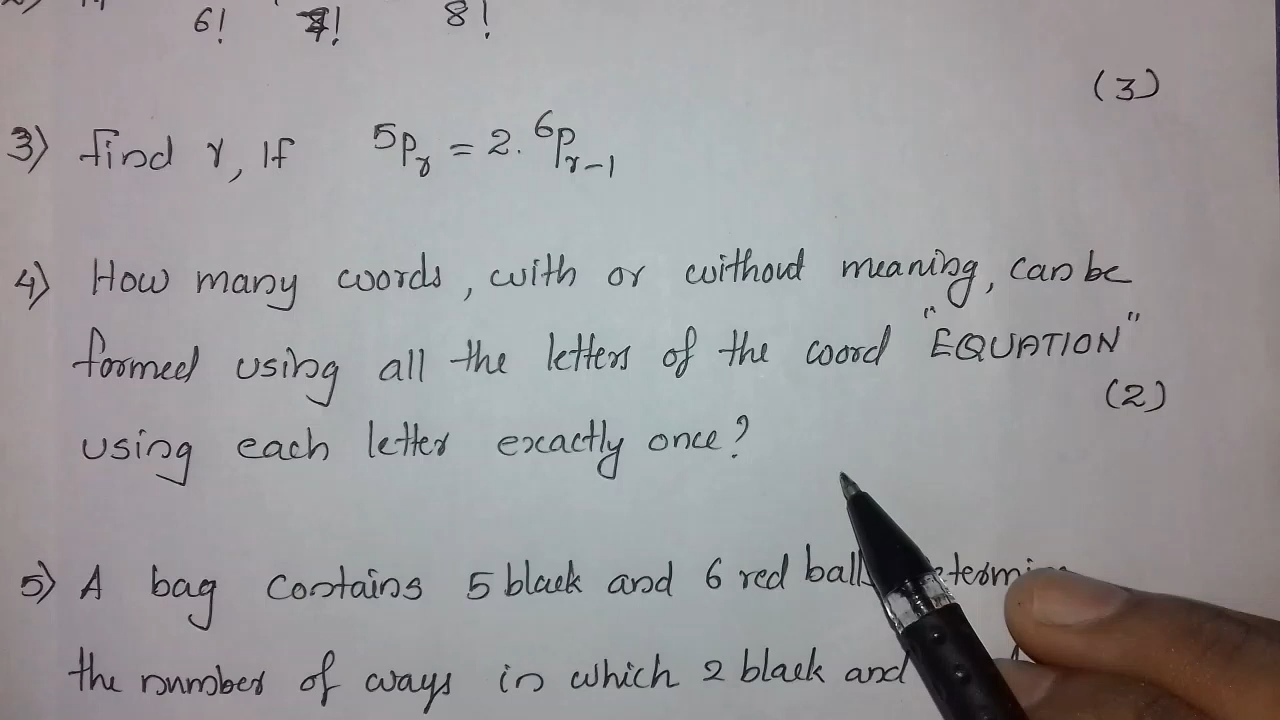 6! 7! 8!
(3)
3) find r, If 5Pr = 2. 6Pr-1
4) How many words, with or without meaning, can be
formed using all the letters of the word "EQUATION"
(2)
using each letter exactly once?
5) A bag contains 5 black and 6 red
the number of ways in which 2 black and